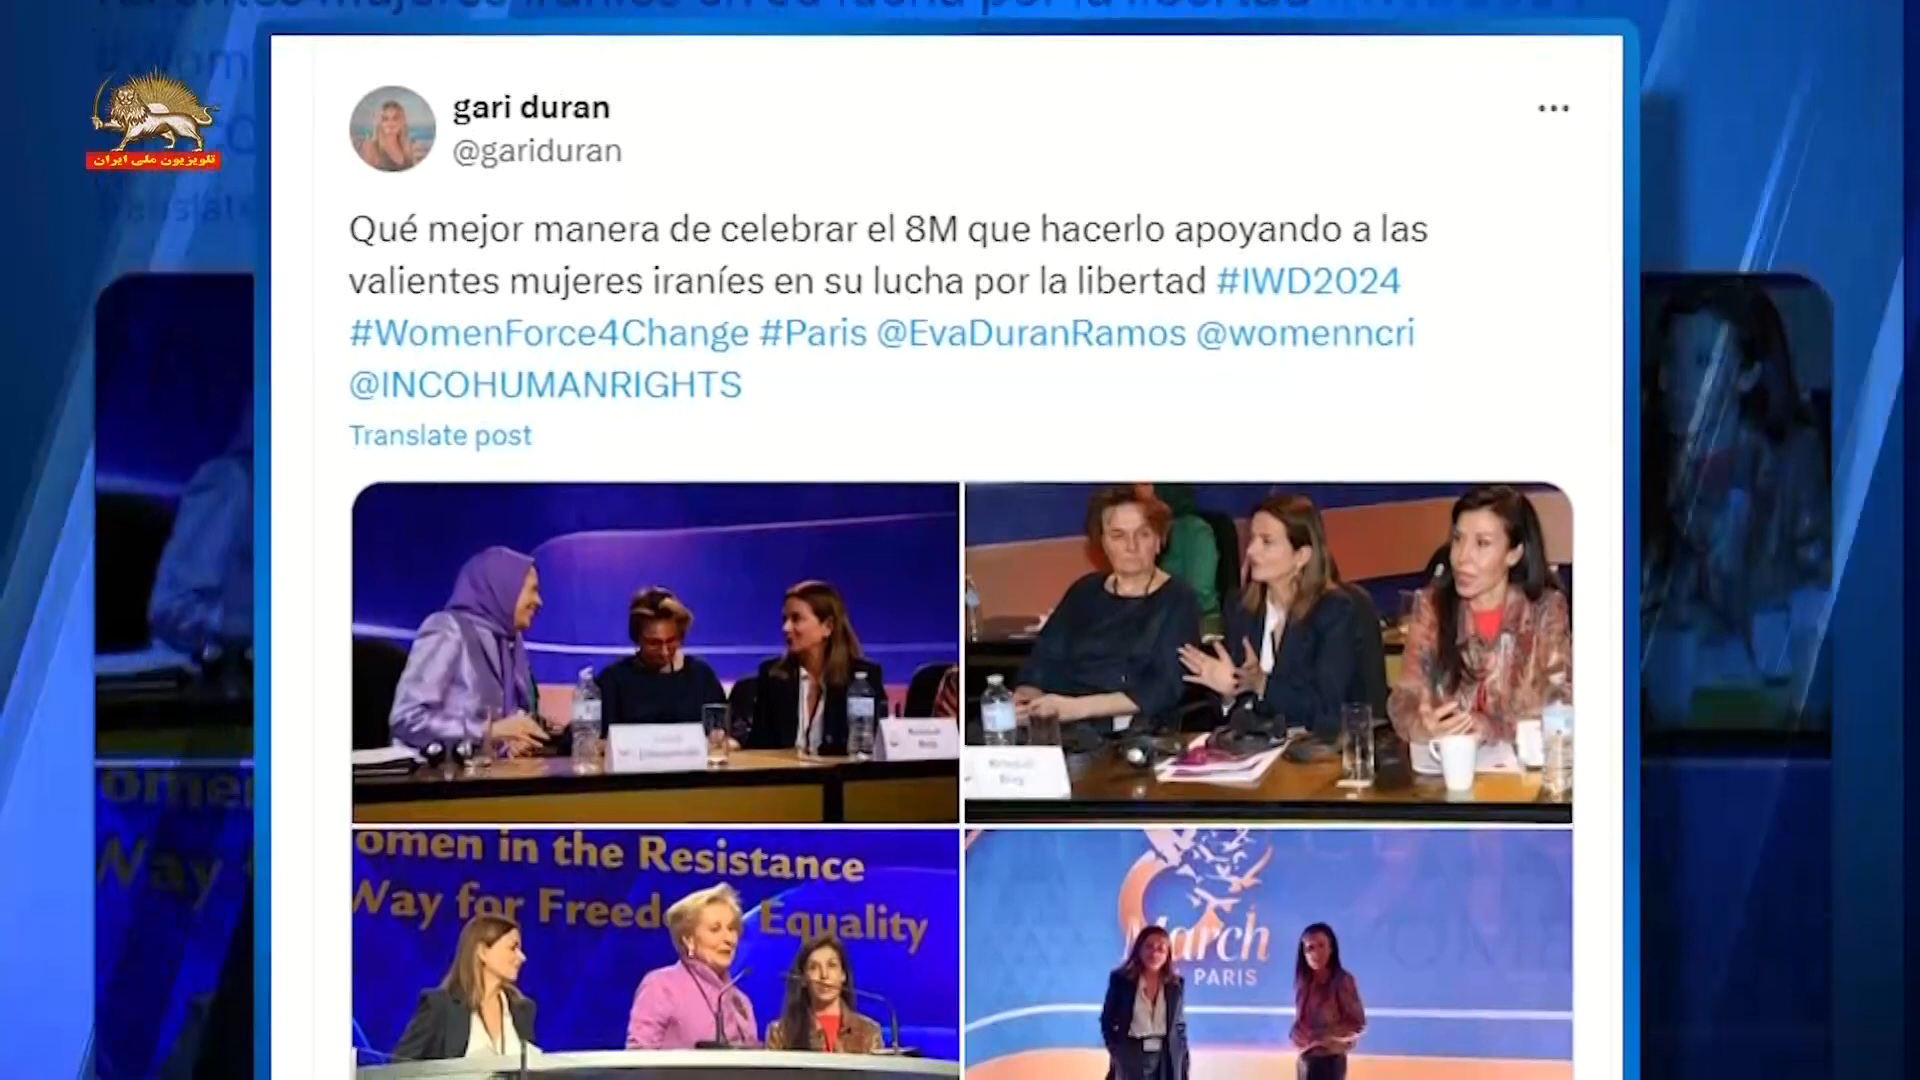 تلویزیون ملی ایران
gari duran
@gariduran
Qué mejor manera de celebrar el 8M que hacerlo apoyando a las
valientes mujeres iraníes en su lucha por la libertad #IWD2024
#WomenForce4Change #Paris @EvaDuranRamos @womenncri
@INCOHUMANRIGHTS
Translate post
omen in the Resistance
Way for Equality
March
PARIS